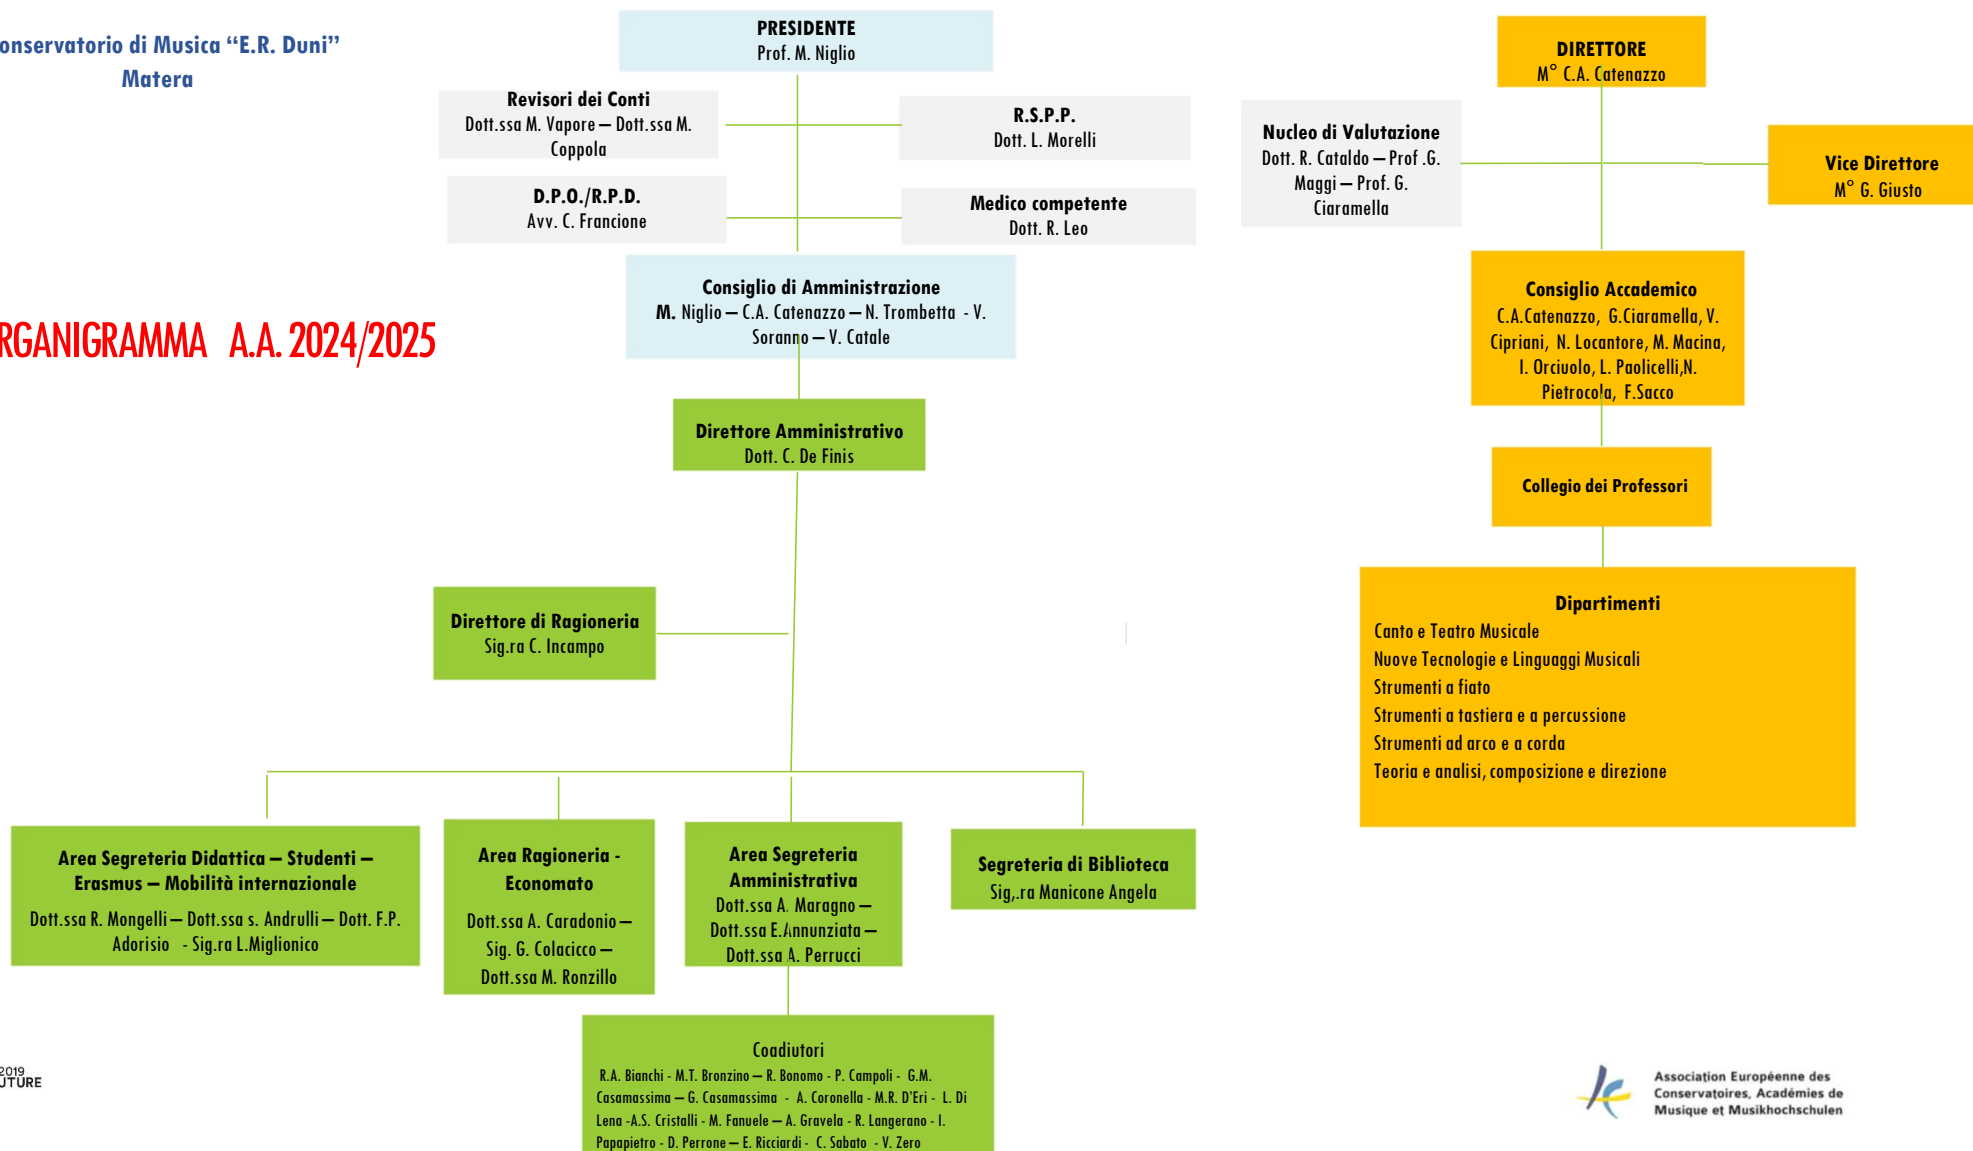 onservatorio di Musica “E.R. Duni”
Matera
RGANIGRAMMA A.A. 2024/2025
PRESIDENTE
Prof. M. Niglio
Revisori dei Conti
Dott.ssa M. Vapore – Dott.ssa M.
Coppola
R.S.P.P.
Dott. L. Morelli
D.P.O./R.P.D.
Avv. C. Francione
Medico competente
Dott. R. Leo
Consiglio di Amministrazione
M. Niglio – C.A. Catenazzo – N. Trombetta - V.
Soranno – V. Catale
Direttore Amministrativo
Dott. C. De Finis
Direttore di Ragioneria
Sig.ra C. Incampo
Area Segreteria Didattica – Studenti –
Erasmus – Mobilità internazionale
Dott.ssa R. Mongelli – Dott.ssa s. Andrulli – Dott. F.P.
Adorisio - Sig.ra L.Miglionico
Area Ragioneria -
Economato
Dott.ssa A. Caradonio –
Sig. G. Colacicco –
Dott.ssa M. Ronzillo
Area Segreteria
Amministrativa
Dott.ssa A. Maragno –
Dott.ssa E.Annunziata –
Dott.ssa A. Perrucci
Segreteria di Biblioteca
Sig,.ra Manicone Angela
Coadiutori
R.A. Bianchi - M.T. Bronzino – R. Bonomo - P. Campoli - G.M.
Casamassima – G. Casamassima - A. Coronella - M.R. D’Eri - L. Di
Lena -A.S. Cristalli - M. Fanuele – A. Gravela - R. Langerano - I.
Papapietro - D. Perrone – E. Ricciardi - C. Sabato - V. Zero
DIRETTORE
M° C.A. Catenazzo
Nucleo di Valutazione
Dott. R. Cataldo – Prof .G.
Maggi – Prof. G.
Ciaramella
Vice Direttore
M° G. Giusto
Consiglio Accademico
C.A.Catenazzo, G.Ciaramella, V.
Cipriani, N. Locantore, M. Macina,
I. Orciuolo, L. Paolicelli,N.
Pietrocola, F.Sacco
Collegio dei Professori
Dipartimenti
Canto e Teatro Musicale
Nuove Tecnologie e Linguaggi Musicali
Strumenti a fiato
Strumenti a tastiera e a percussione
Strumenti ad arco e a corda
Teoria e analisi, composizione e direzione
2019
UTURE
Association Européenne des
Conservatoires, Académies de
Musique et Musikhochschulen